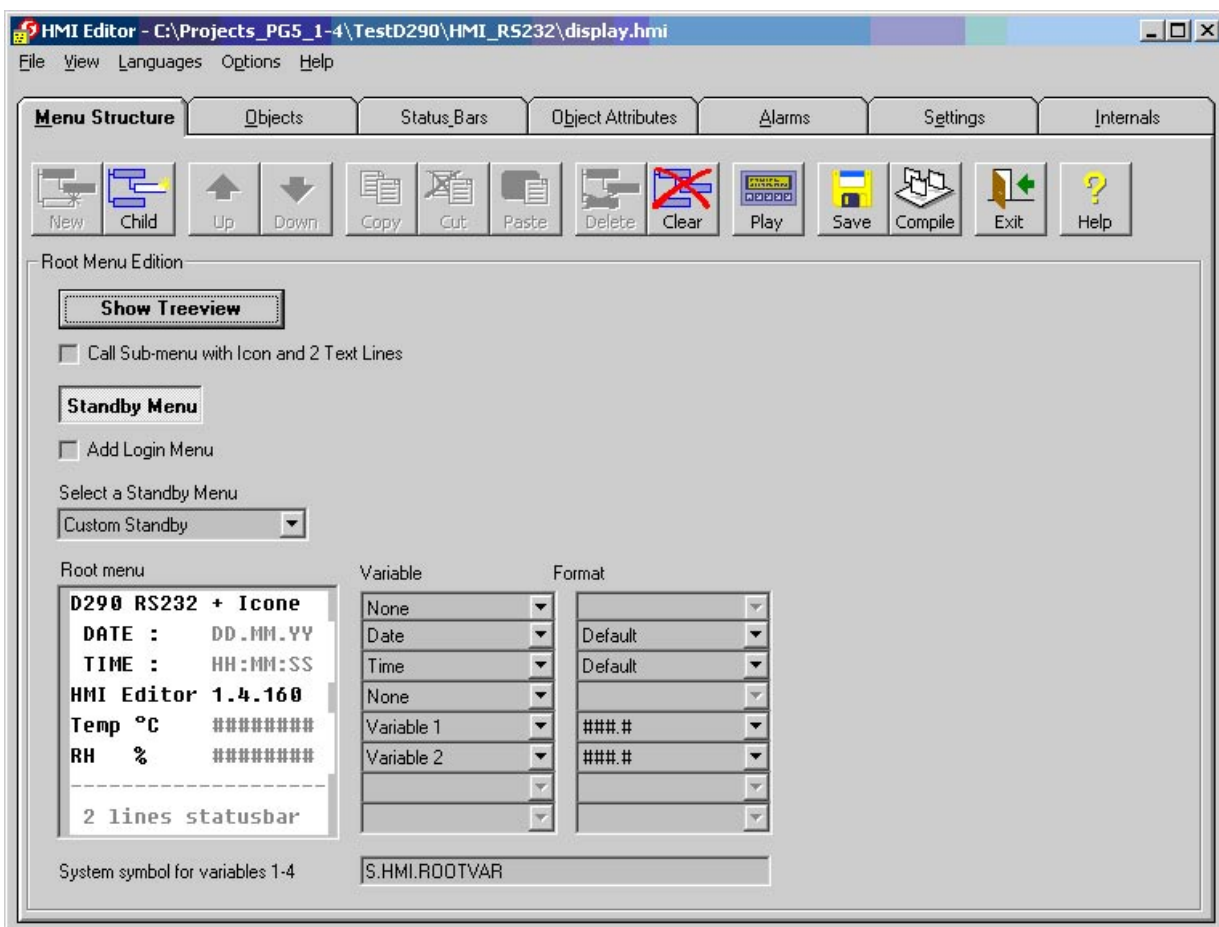 HMI Editor - C:\Projects_PG5_1-4\TestD290\HMI_RS232\display.hmi
File View Languages Options Help
Menu Structure Objects Status Bars Object Attributes Alarms Settings Internals
New Child Up Down Copy Cut Paste Delete Clear Play Save Compile Exit Help
Root Menu Edition
Show Treeview
Call Sub-menu with Icon and 2 Text Lines
Standby Menu
Add Login Menu
Select a Standby Menu
Custom Standby
Root menu Variable Format
D290 RS232 + Icone None
DATE : DD.MM.YY Date Default
TIME : HH:MM:SS Time Default
HMI Editor 1.4.160 None
Temp °C ######## Variable 1 ###.#
RH % ######## Variable 2 ###.#
--------------------
2 lines statusbar
System symbol for variables 1-4 S.HMI.ROOTVAR